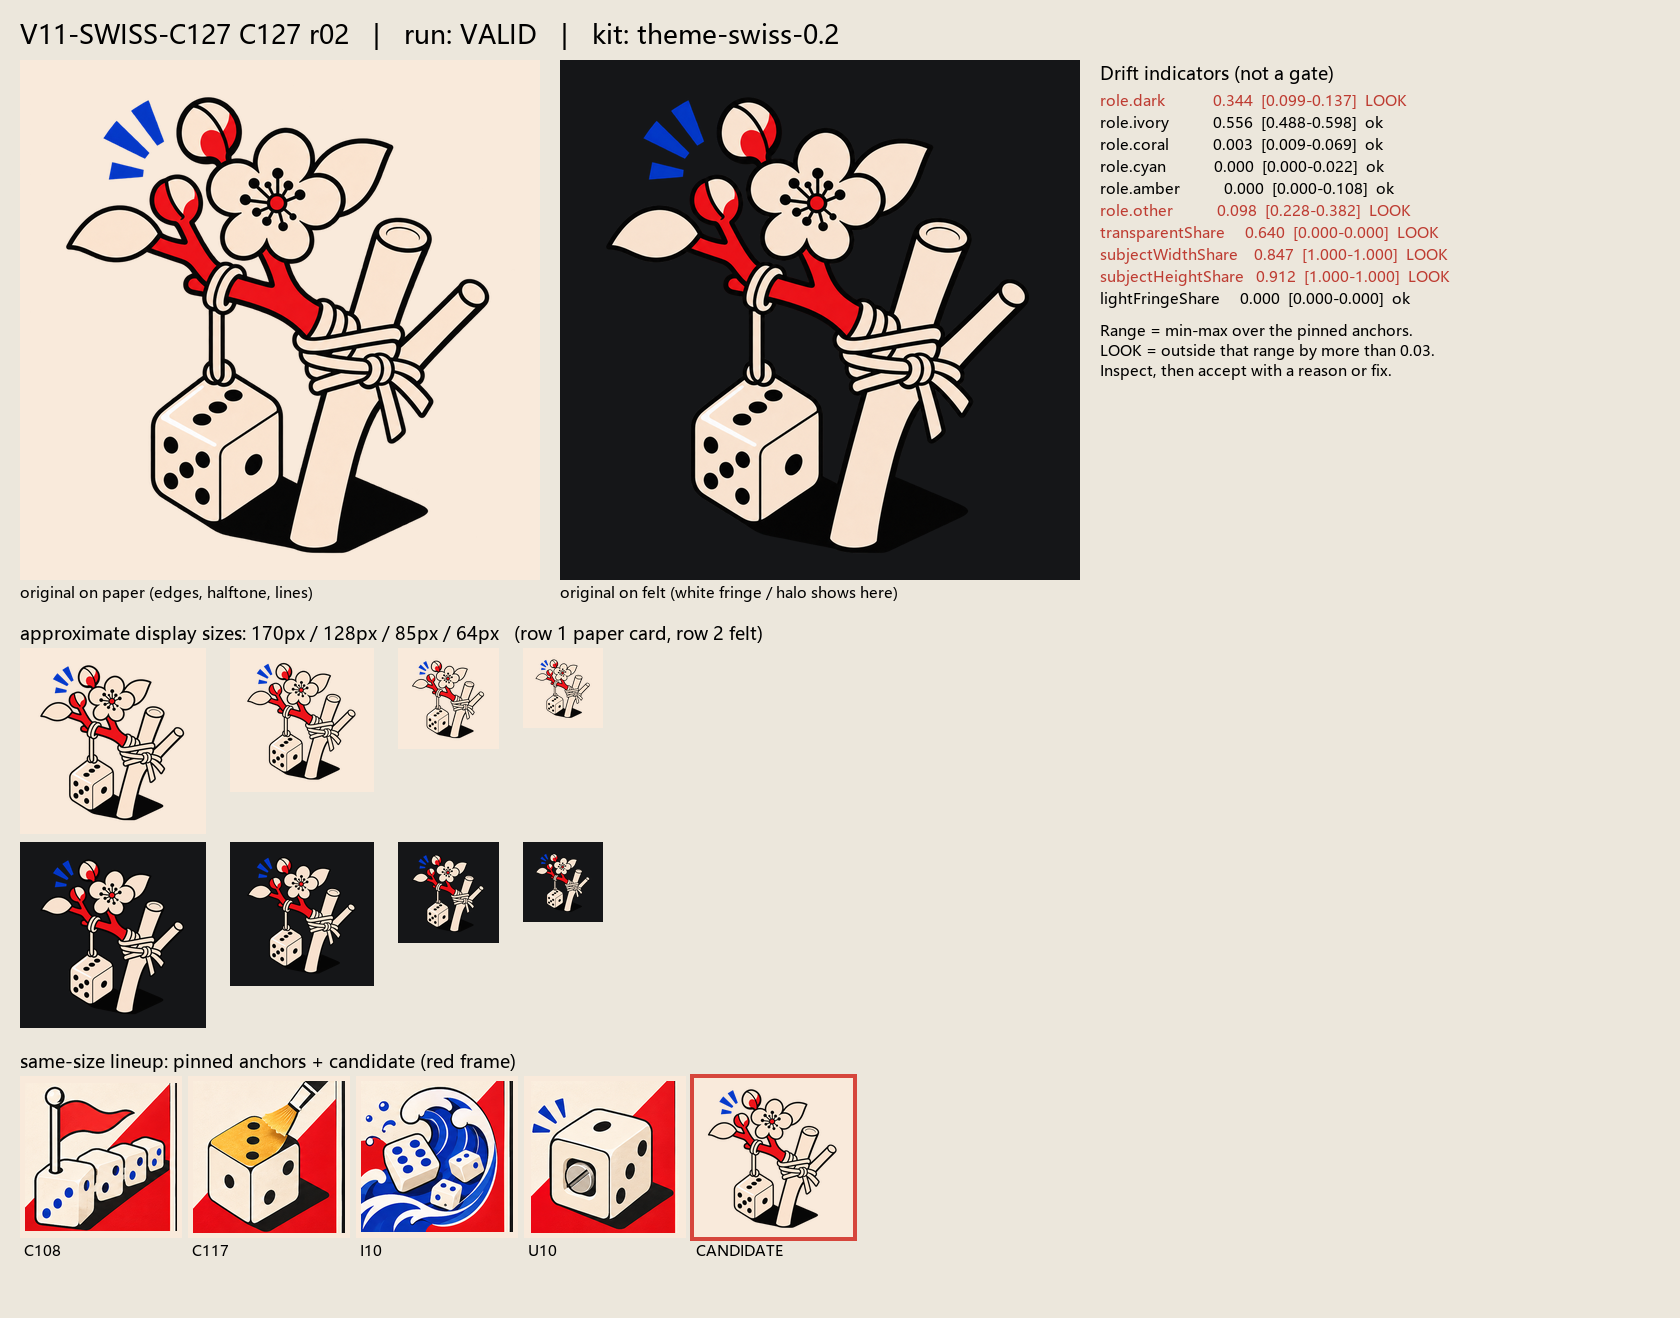 V11-SWISS-C127 C127 r02 | run: VALID | kit: theme-swiss-0.2
Drift indicators (not a gate)
role.dark 0.344 [0.099-0.137] LOOK
role.ivory 0.556 [0.488-0.598] ok
role.coral 0.003 [0.009-0.069] ok
role.cyan 0.000 [0.000-0.022] ok
role.amber 0.000 [0.000-0.108] ok
role.other 0.098 [0.228-0.382] LOOK
transparentShare 0.640 [0.000-0.000] LOOK
subjectWidthShare 0.847 [1.000-1.000] LOOK
subjectHeightShare 0.912 [1.000-1.000] LOOK
lightFringeShare 0.000 [0.000-0.000] ok
Range = min-max over the pinned anchors.
LOOK = outside that range by more than 0.03.
Inspect, then accept with a reason or fix.
original on paper (edges, halftone, lines)
original on felt (white fringe / halo shows here)
approximate display sizes: 170px / 128px / 85px / 64px (row 1 paper card, row 2 felt)
same-size lineup: pinned anchors + candidate (red frame)
C108
C117
I10
U10
CANDIDATE